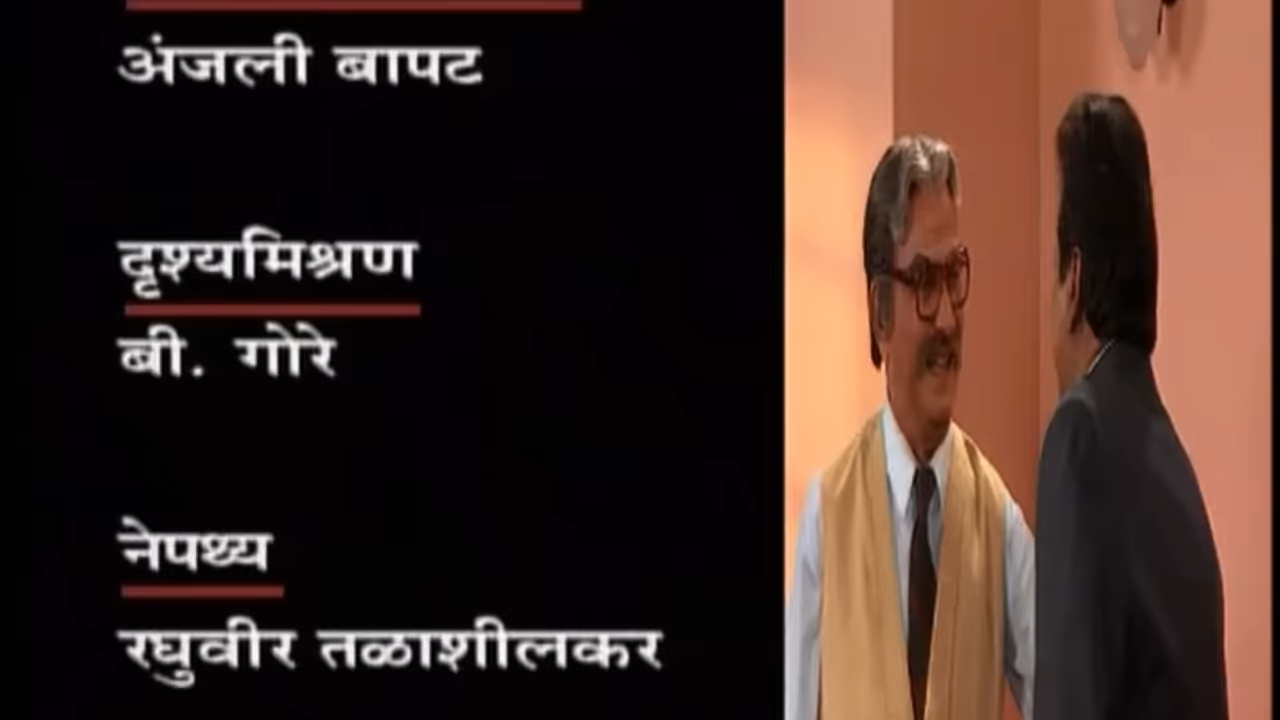 अंजली बापट
दृश्यमिश्रण
बी. गोरे
नेपथ्य
रघुवीर तळाशीलकर